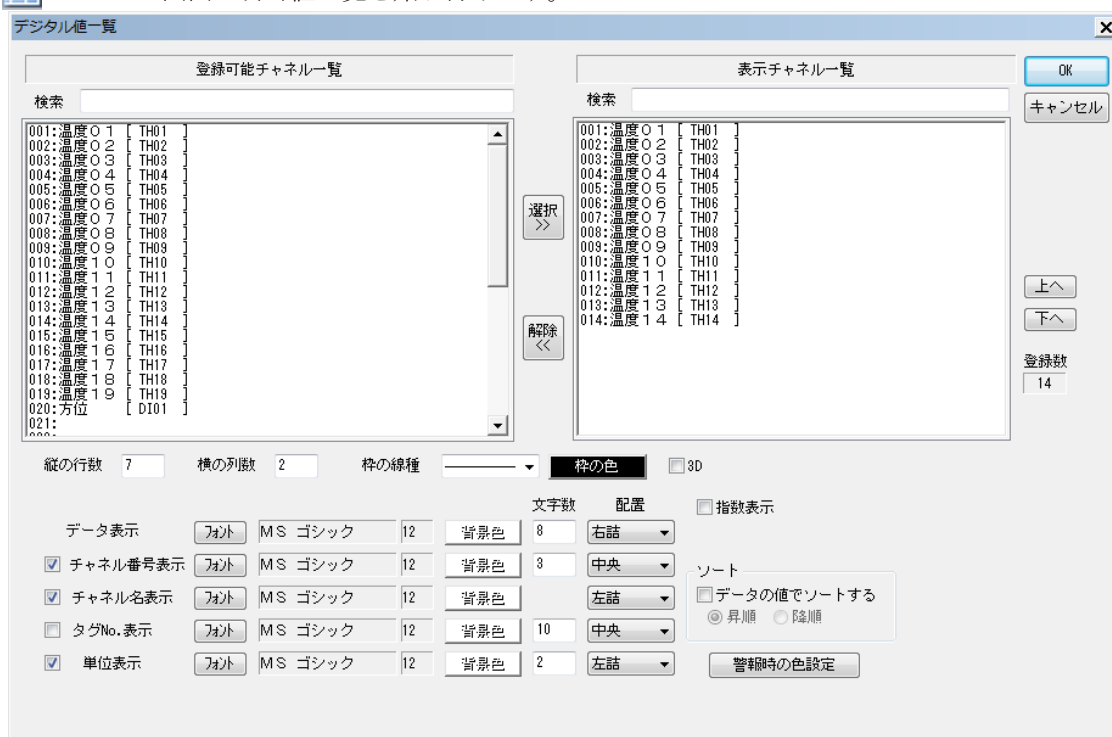 デジタル値一覧
登録可能チャネル一覧
検索
001:温度０１ [ TH01 ]
002:温度０２ [ TH02 ]
003:温度０３ [ TH03 ]
004:温度０４ [ TH04 ]
005:温度０５ [ TH05 ]
006:温度０６ [ TH06 ]
007:温度０７ [ TH07 ]
008:温度０８ [ TH08 ]
009:温度０９ [ TH09 ]
010:温度１０ [ TH10 ]
011:温度１１ [ TH11 ]
012:温度１２ [ TH12 ]
013:温度１３ [ TH13 ]
014:温度１４ [ TH14 ]
015:温度１５ [ TH15 ]
016:温度１６ [ TH16 ]
017:温度１７ [ TH17 ]
018:温度１８ [ TH18 ]
019:温度１９ [ TH19 ]
020:方位 [ DI01 ]
021:
選択
>>
解除
<<
表示チャネル一覧
検索
001:温度０１ [ TH01 ]
002:温度０２ [ TH02 ]
003:温度０３ [ TH03 ]
004:温度０４ [ TH04 ]
005:温度０５ [ TH05 ]
006:温度０６ [ TH06 ]
007:温度０７ [ TH07 ]
008:温度０８ [ TH08 ]
009:温度０９ [ TH09 ]
010:温度１０ [ TH10 ]
011:温度１１ [ TH11 ]
012:温度１２ [ TH12 ]
013:温度１３ [ TH13 ]
014:温度１４ [ TH14 ]
OK
キャンセル
上へ
下へ
登録数
14
縦の行数 7 横の列数 2 枠の線種 枠の色 3D
文字数 配置 指数表示
データ表示 ﾌｫﾝﾄ ＭＳ ゴシック 12 背景色 8 右詰
チャネル番号表示 ﾌｫﾝﾄ ＭＳ ゴシック 12 背景色 3 中央
チャネル名表示 ﾌｫﾝﾄ ＭＳ ゴシック 12 背景色 左詰
タグNo.表示 ﾌｫﾝﾄ ＭＳ ゴシック 12 背景色 10 中央
単位表示 ﾌｫﾝﾄ ＭＳ ゴシック 12 背景色 2 左詰
ソート
データの値でソートする
昇順 降順
警報時の色設定